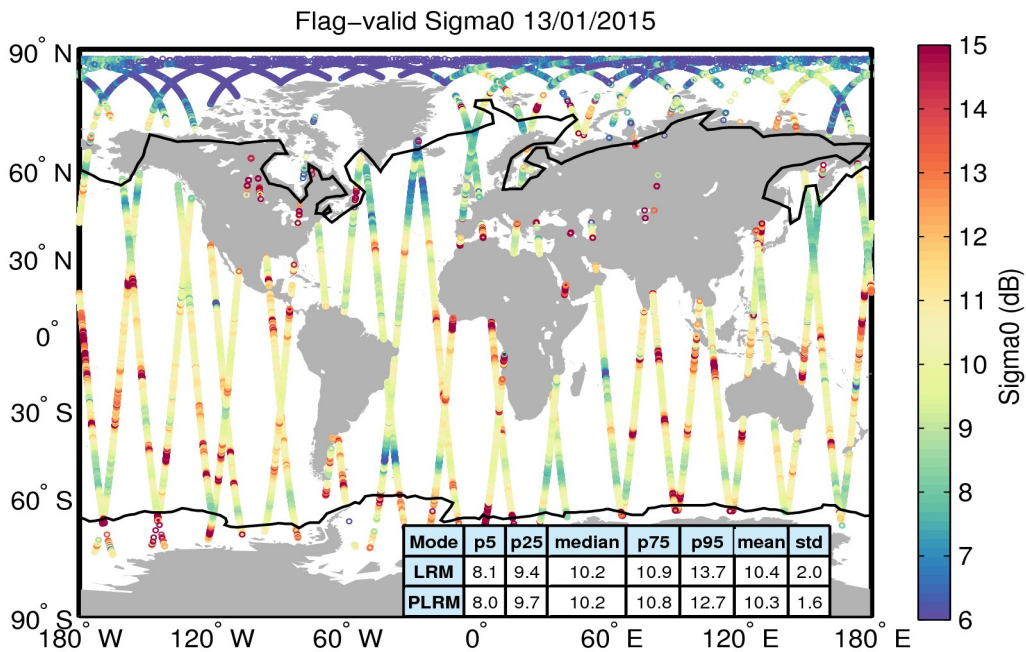 Flag−valid Sigma0 13/01/2015
90° N
60° N
30° N
0°
30° S
60° S
90° S
180° W
120° W
60° W
0°
60° E
120° E
180° E
15
14
13
12
11
10
9
8
7
6
Sigma0 (dB)
Mode p5 p25 median p75 p95 mean std
LRM 8.1 9.4 10.2 10.9 13.7 10.4 2.0
PLRM 8.0 9.7 10.2 10.8 12.7 10.3 1.6